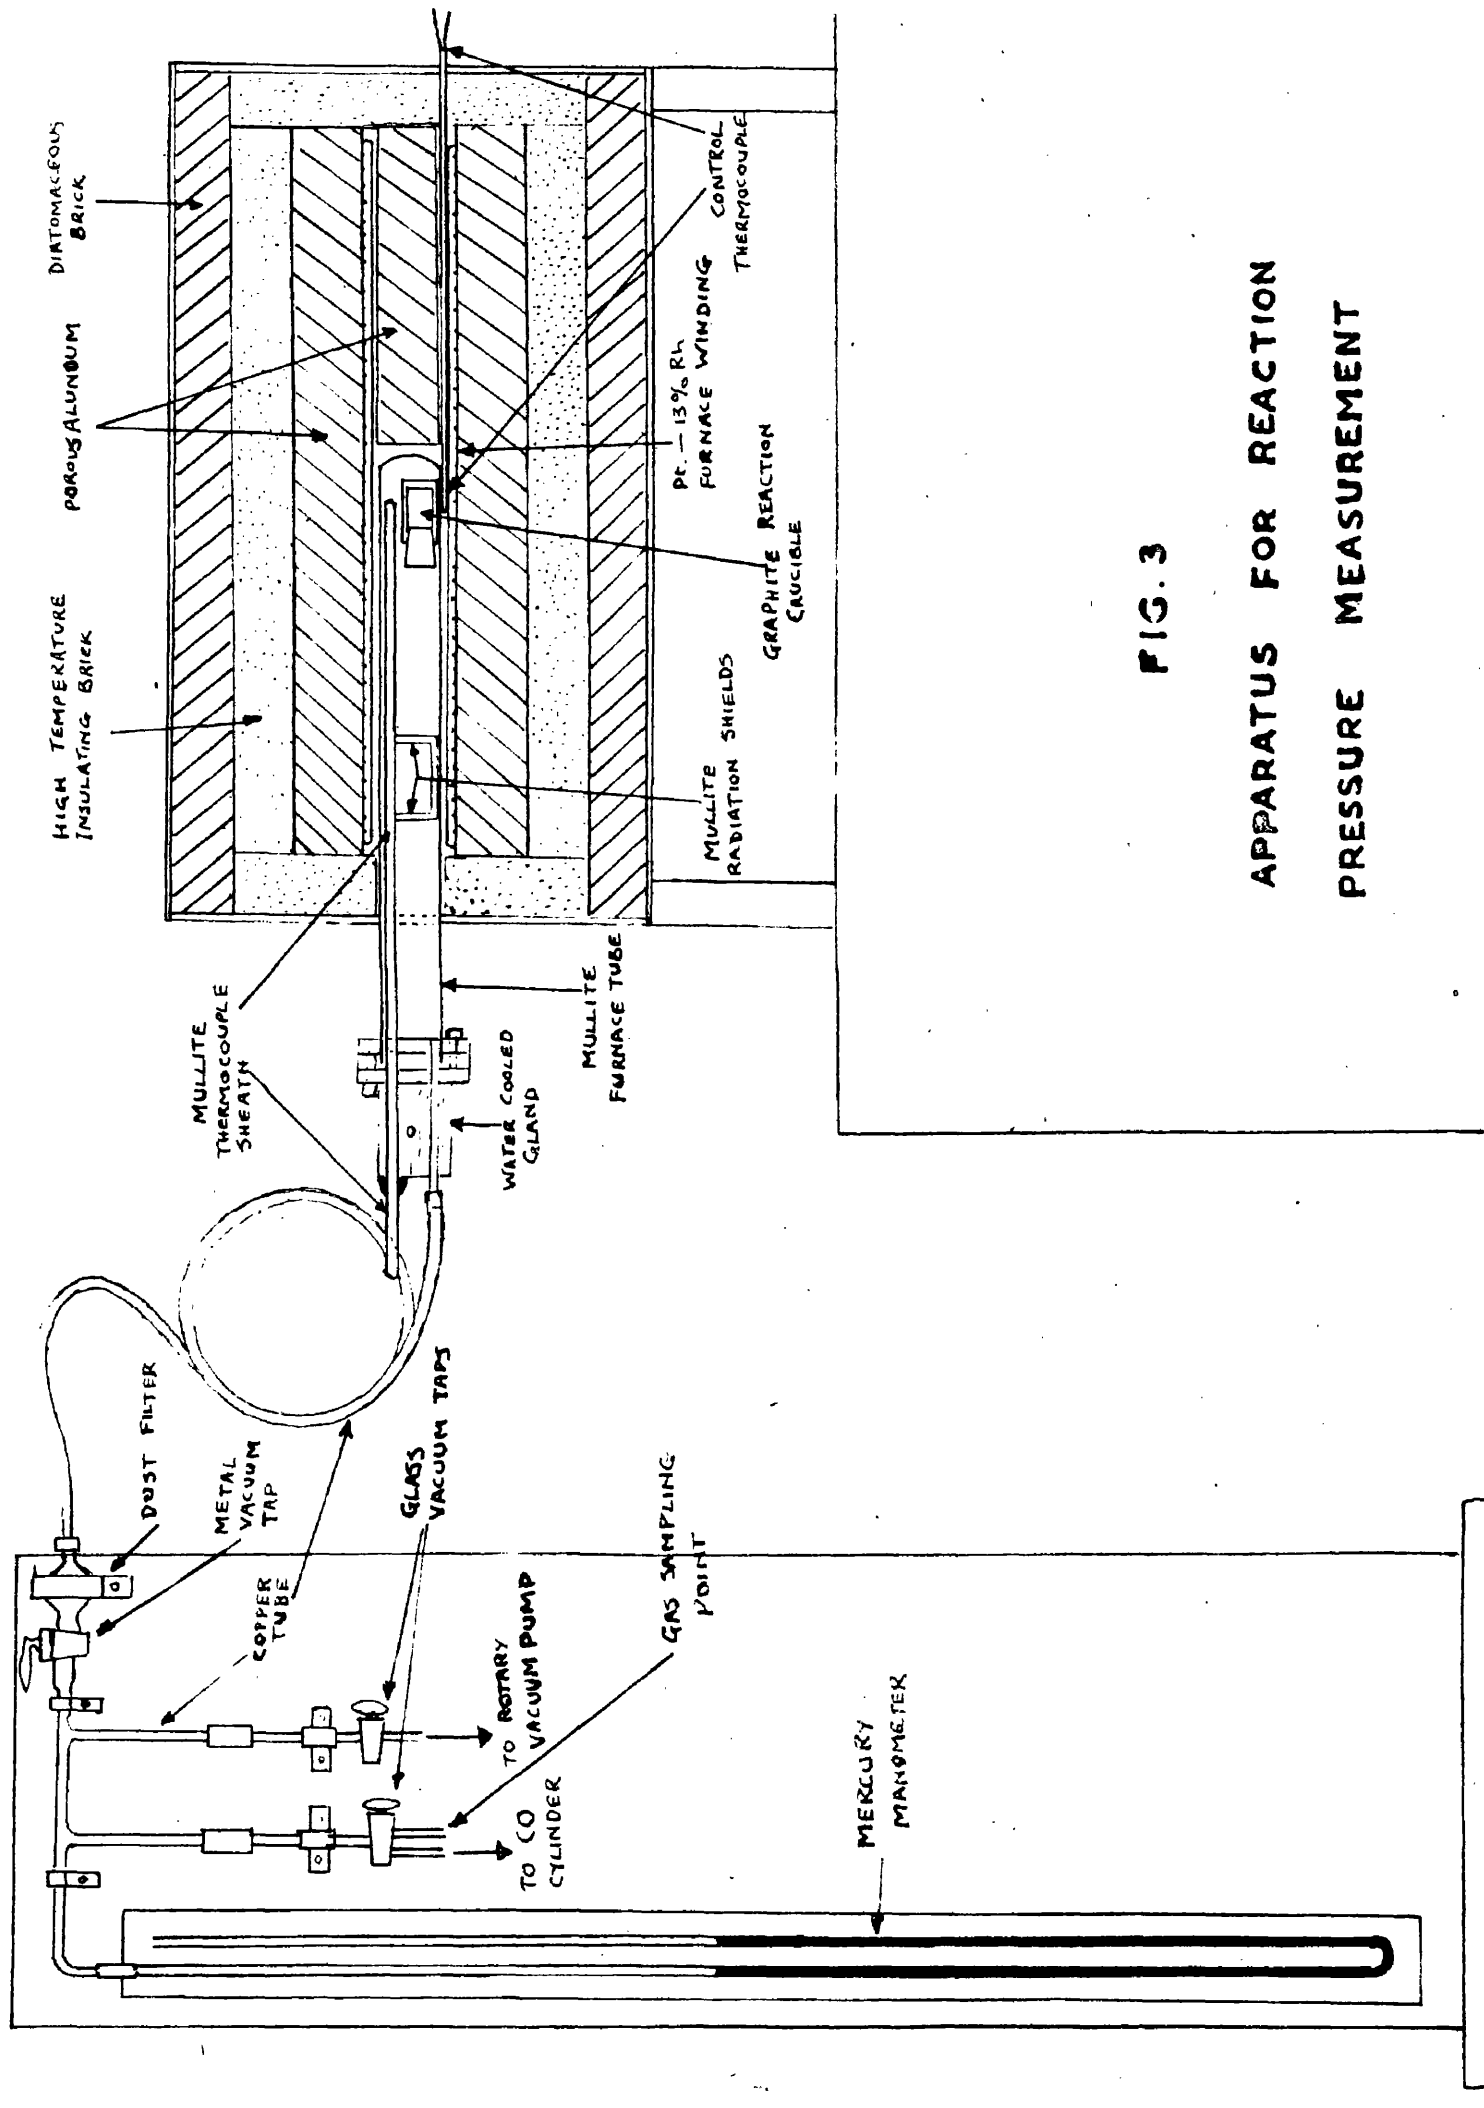 HIGH TEMPERATURE
INSULATING BRICK
POROUS ALUNDUM
DIATOMACEOUS
BRICK
MULLITE
THERMOCOUPLE
SHEATH
DUST FILTER
METAL
VACUUM
TAP
COPPER
TUBE
GLASS
VACUUM TAPS
TO ROTARY
VACUUM PUMP
TO CO
CYLINDER
GAS SAMPLING
POINT
MERCURY
MANOMETER
WATER COOLED
GLAND
MULLITE
FURNACE TUBE
MULLITE
RADIATION SHIELDS
GRAPHITE REACTION
CRUCIBLE
Pt. - 13% Rh
FURNACE WINDING
CONTROL
THERMOCOUPLE
FIG. 3
APPARATUS FOR REACTION
PRESSURE MEASUREMENT